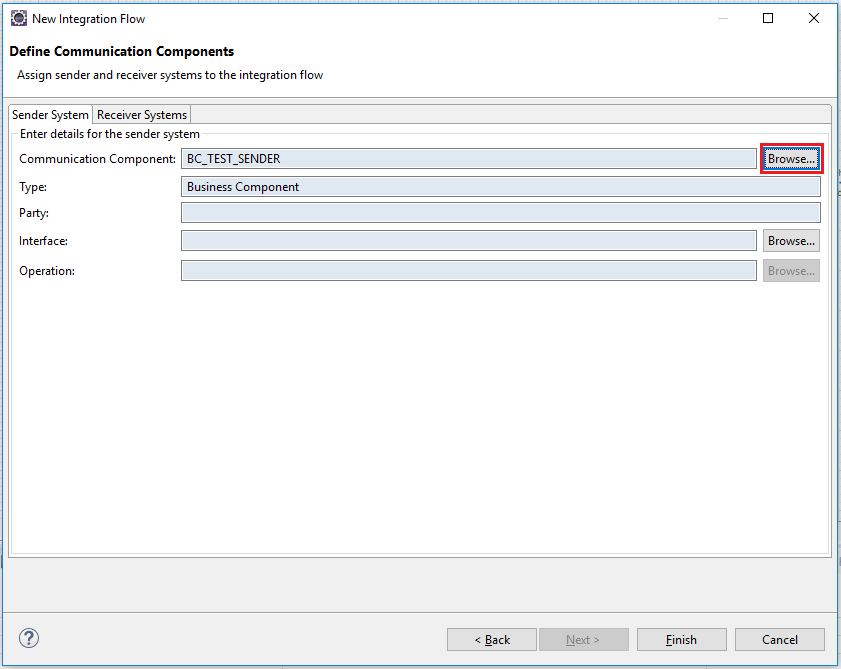 New Integration Flow
Define Communication Components
Assign sender and receiver systems to the integration flow
Sender System Receiver Systems
Enter details for the sender system
Communication Component: BC_TEST_SENDER Browse...
Type: Business Component
Party:
Interface: Browse...
Operation: Browse...
? < Back Next > Finish Cancel